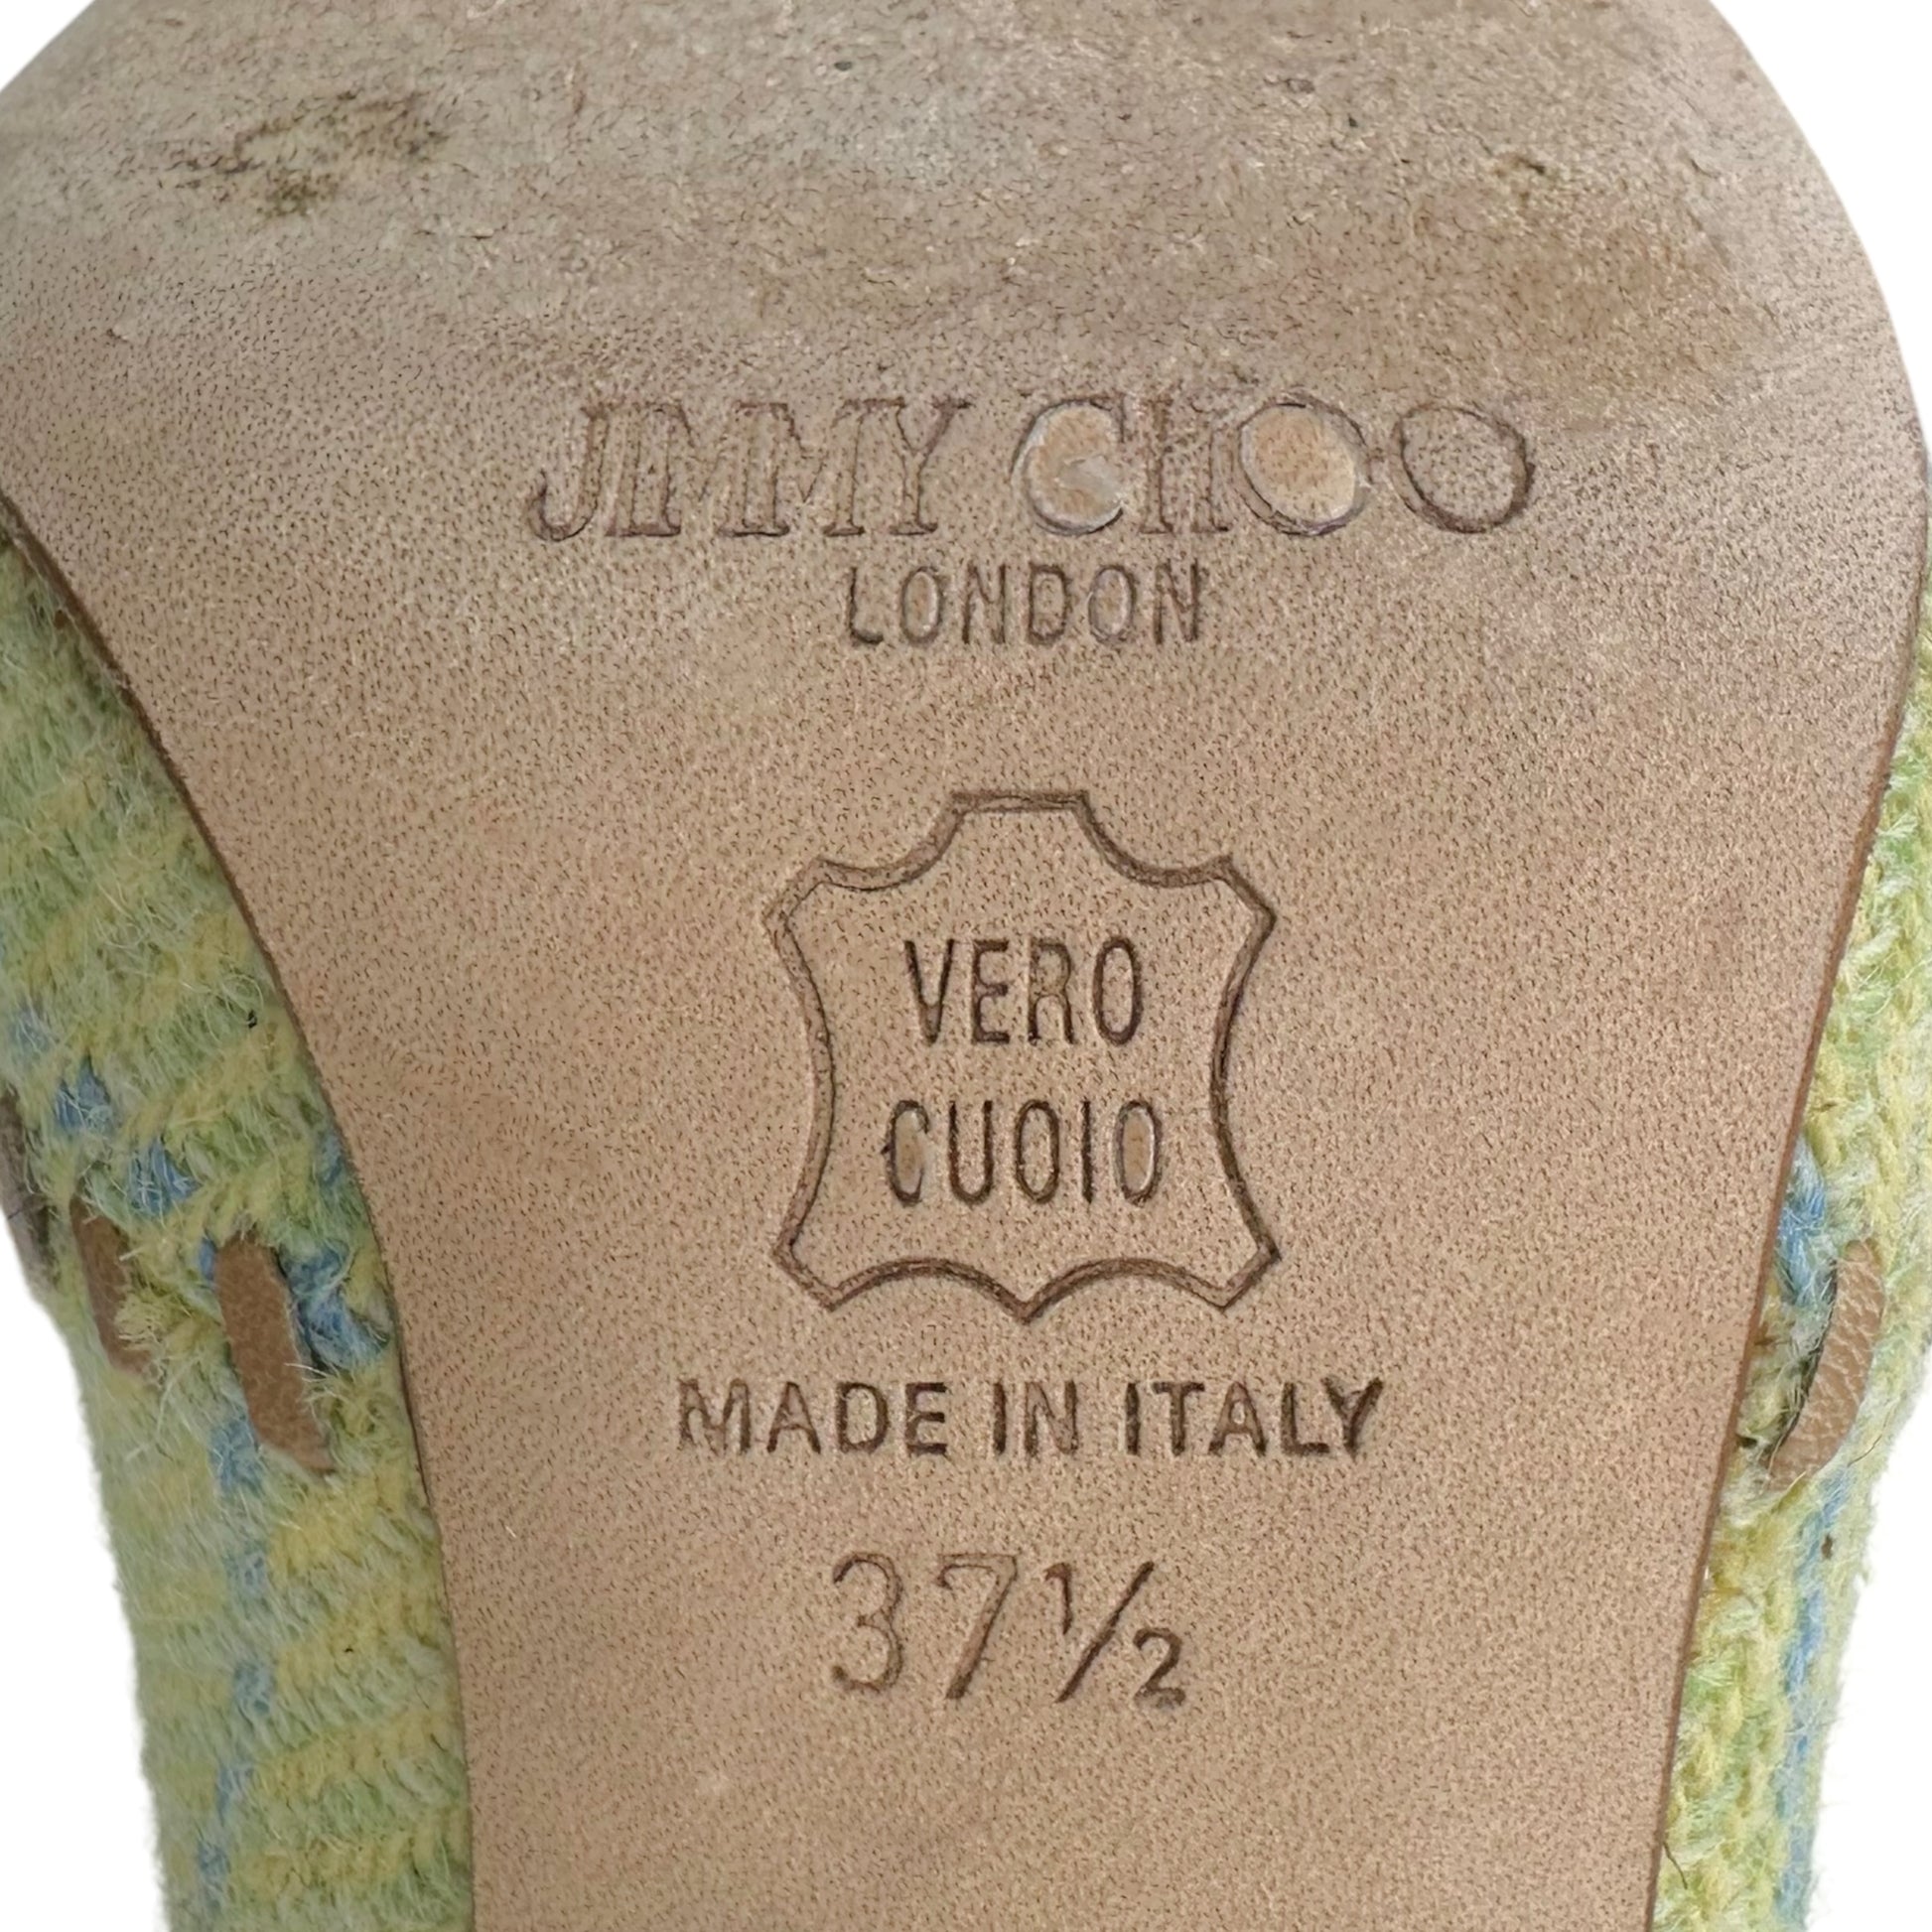 JIMMY CHOO
LONDON
VERO
CUOIO
MADE IN ITALY
37½